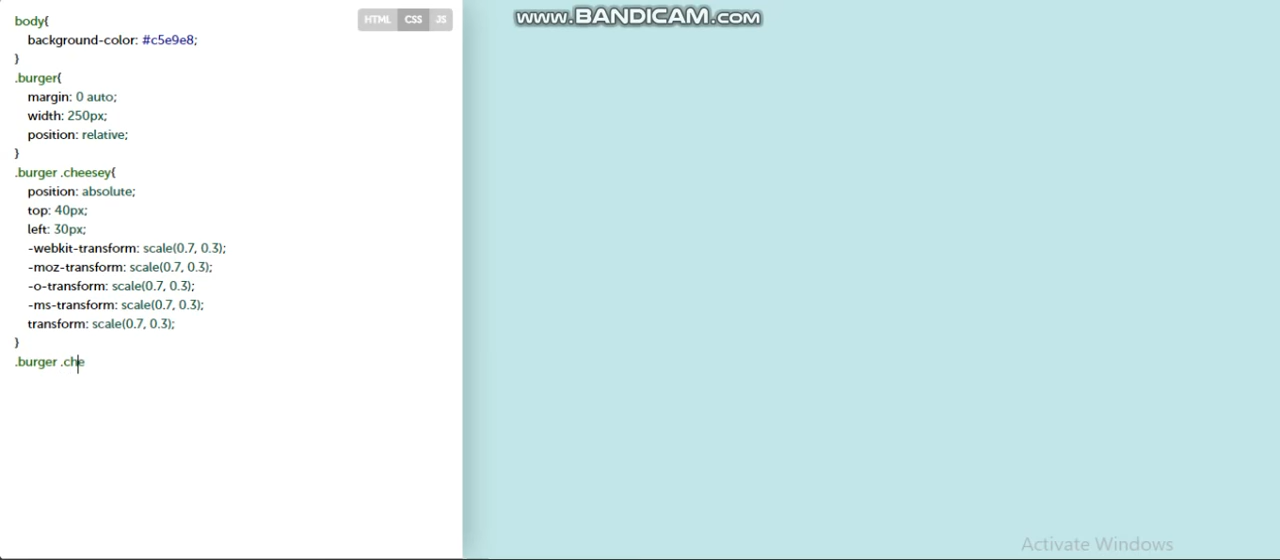 body{
background-color: #c5e9e8;
}
.burger{
margin: 0 auto;
width: 250px;
position: relative;
}
.burger .cheesey{
position: absolute;
top: 40px;
left: 30px;
-webkit-transform: scale(0.7, 0.3);
-moz-transform: scale(0.7, 0.3);
-o-transform: scale(0.7, 0.3);
-ms-transform: scale(0.7, 0.3);
transform: scale(0.7, 0.3);
}
.burger .che
HTML CSS JS
www.BANDICAM.com
Activate Windows